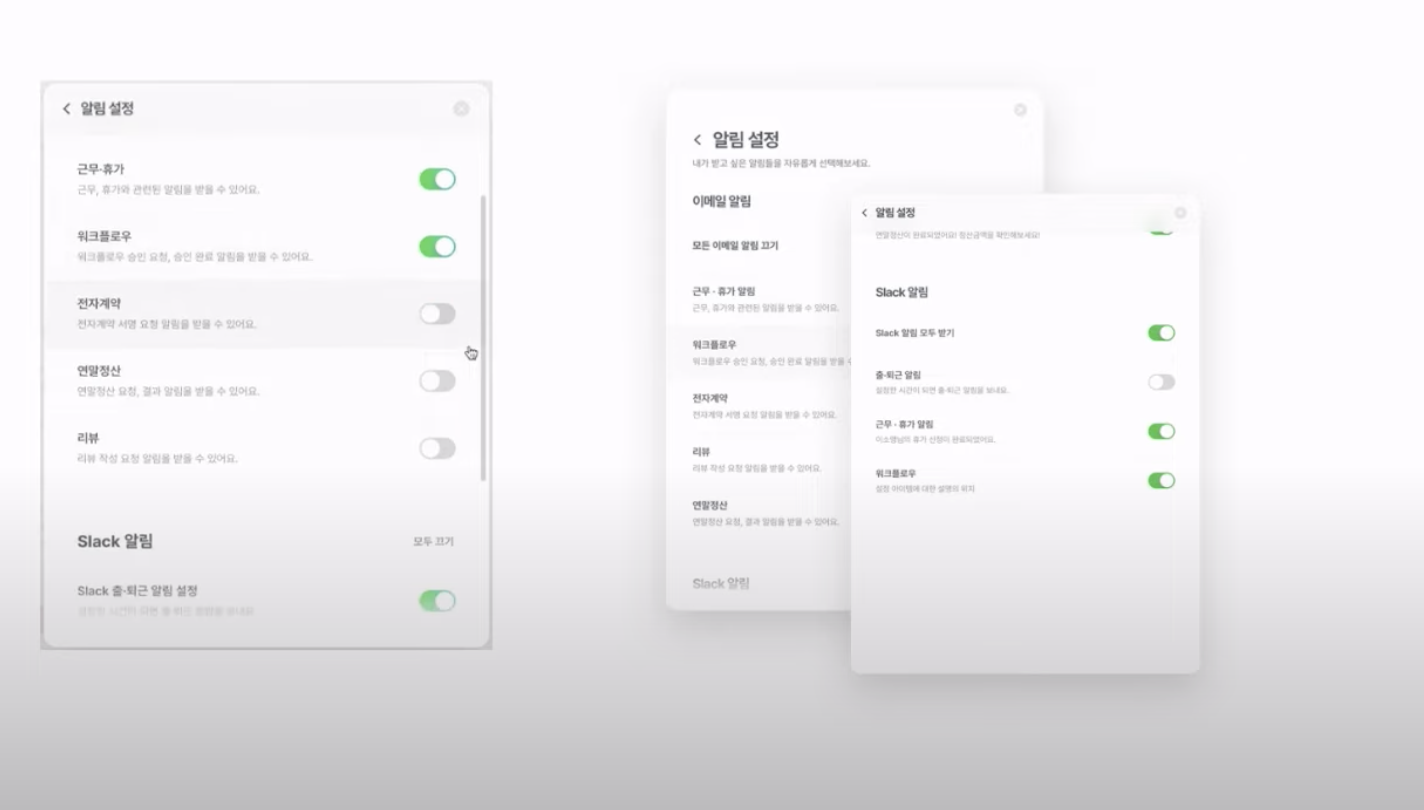 알림 설정
근무·휴가
근무, 휴가와 관련된 알림을 받을 수 있어요.
워크플로우
워크플로우 승인 요청, 승인 완료 알림을 받을 수 있어요.
전자계약
전자계약 서명 요청 알림을 받을 수 있어요.
연말정산
연말정산 요청, 결과 알림을 받을 수 있어요.
리뷰
리뷰 작성 요청 알림을 받을 수 있어요.
Slack 알림
모두 끄기
Slack 출·퇴근 알림 설정
설정한 시간이 되면 출·퇴근 알림을 보내요
알림 설정
내가 받고 싶은 알림들을 자유롭게 선택해보세요.
이메일 알림
모든 이메일 알림 끄기
근무 · 휴가 알림
근무, 휴가와 관련된 알림을 받을 수 있어요.
워크플로우
워크플로우 승인 요청, 승인 완료 알림을 받을 수
전자계약
전자계약 서명 요청 알림을 받을 수 있어요.
리뷰
리뷰 작성 요청 알림을 받을 수 있어요.
연말정산
연말정산 요청, 결과 알림을 받을 수 있어요.
Slack 알림
알림 설정
연말정산이 완료되었어요! 정산금액을 확인해보세요!
Slack 알림
Slack 알림 모두 받기
출·퇴근 알림
설정한 시간이 되면 출·퇴근 알림을 보내요.
근무 · 휴가 알림
이소영님의 휴가 신청이 완료되었어요.
워크플로우
설정 아이템에 대한 설명의 위치